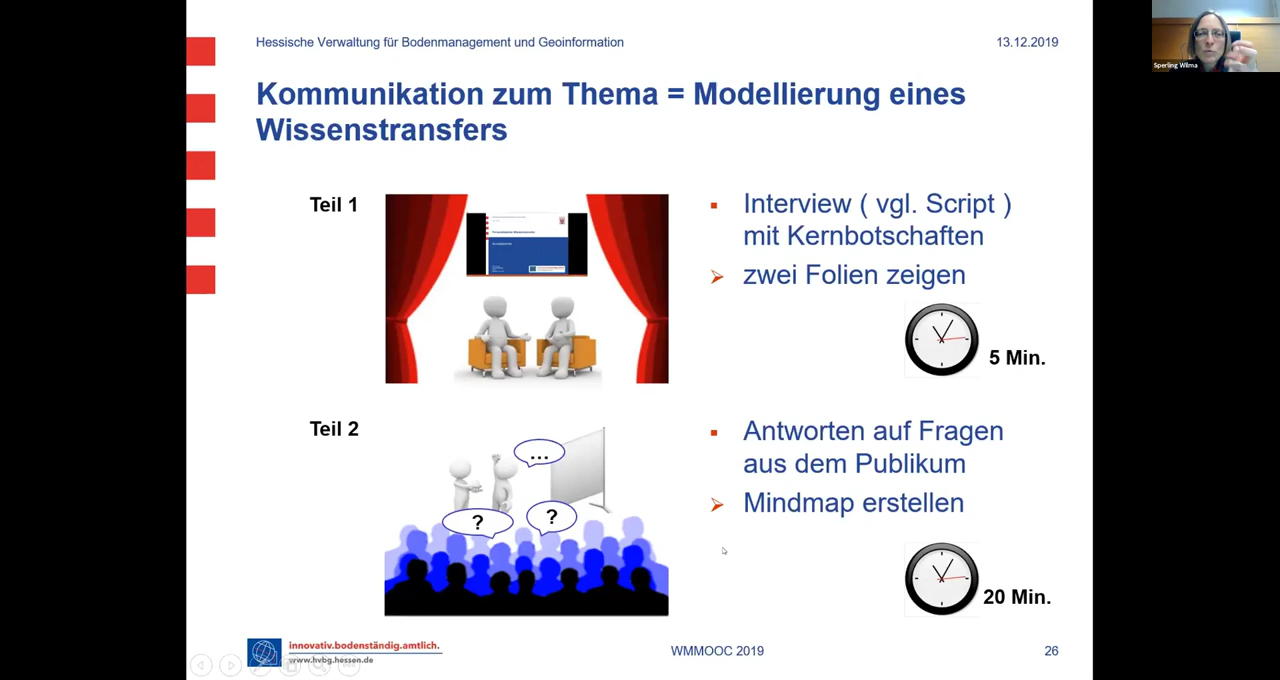 Hessische Verwaltung für Bodenmanagement und Geoinformation
13.12.2019
Sperling Wilma
Kommunikation zum Thema = Modellierung eines
Wissenstransfers
Teil 1
Interview ( vgl. Script )
mit Kernbotschaften
zwei Folien zeigen
5 Min.
Teil 2
...
?
?
Antworten auf Fragen
aus dem Publikum
Mindmap erstellen
20 Min.
innovativ.bodenständig.amtlich.
www.hvbg.hessen.de
WMMOOC 2019
26